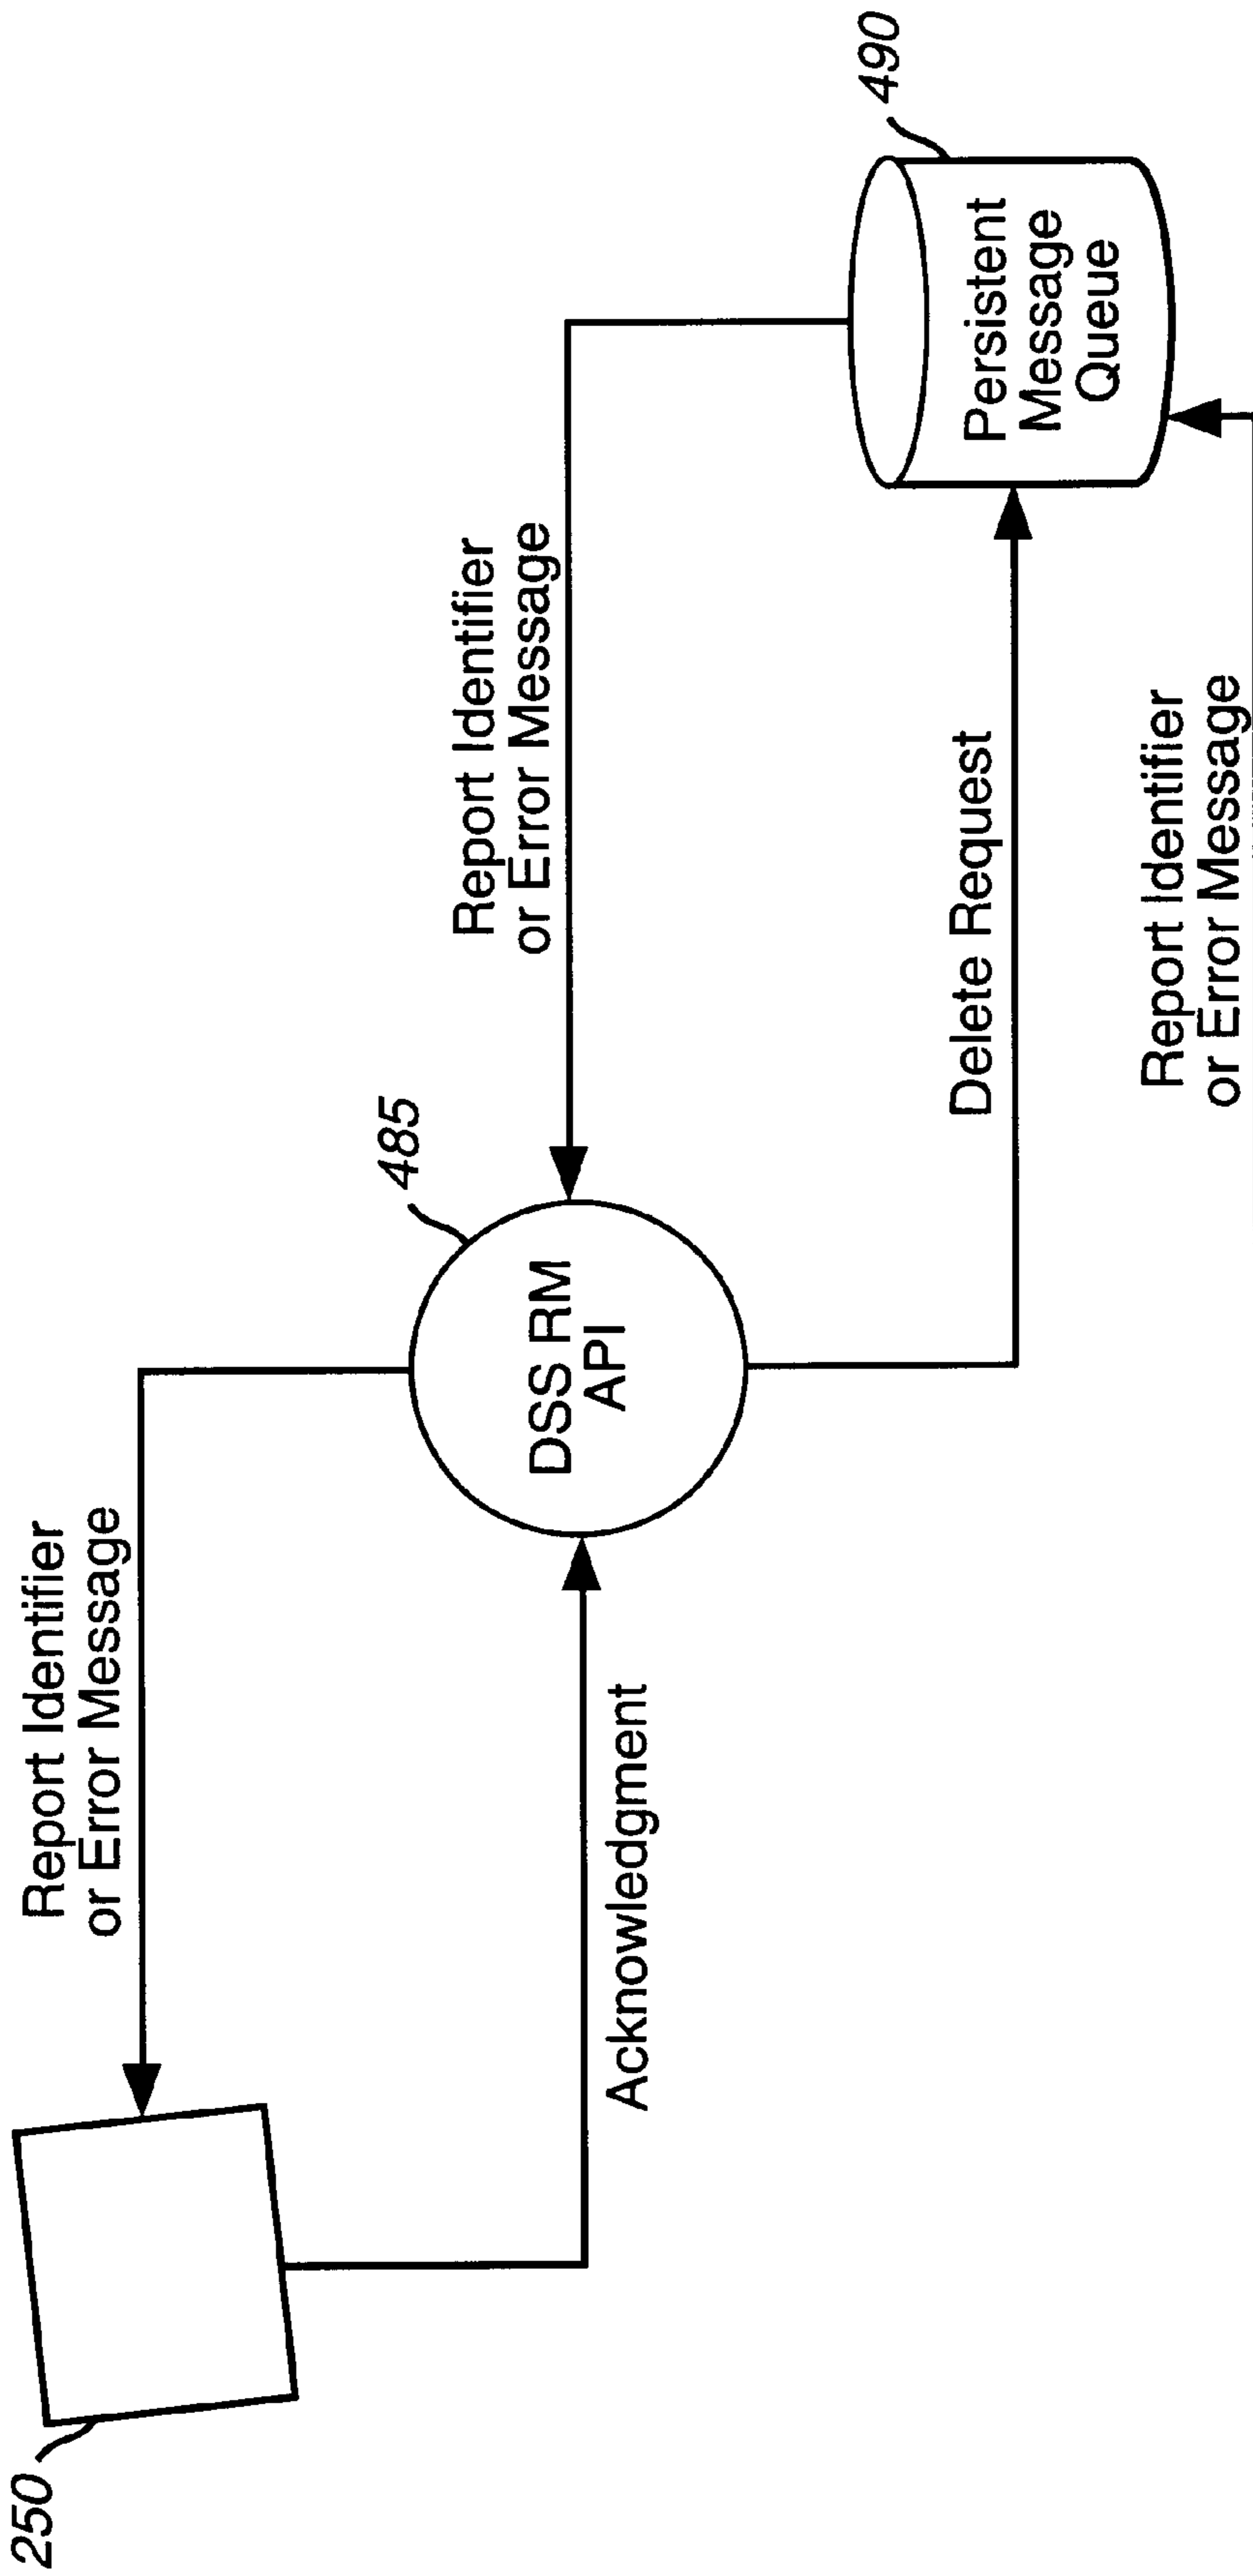 250
Report Identifier
or Error Message
Acknowledgment
485
DSS RM
API
Report Identifier
or Error Message
Delete Request
490
Persistent
Message
Queue
Report Identifier
or Error Message